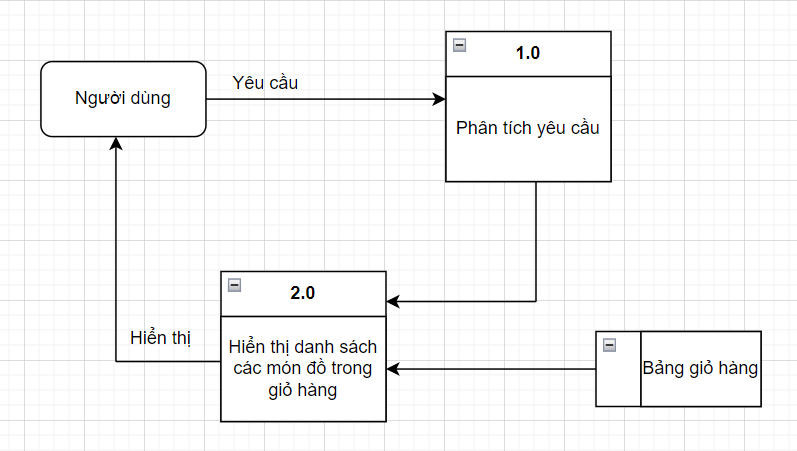 1.0
Người dùng
Yêu cầu
Phân tích yêu cầu
2.0
Hiển thị
Hiển thị danh sách
các món đồ trong
giỏ hàng
Bảng giỏ hàng